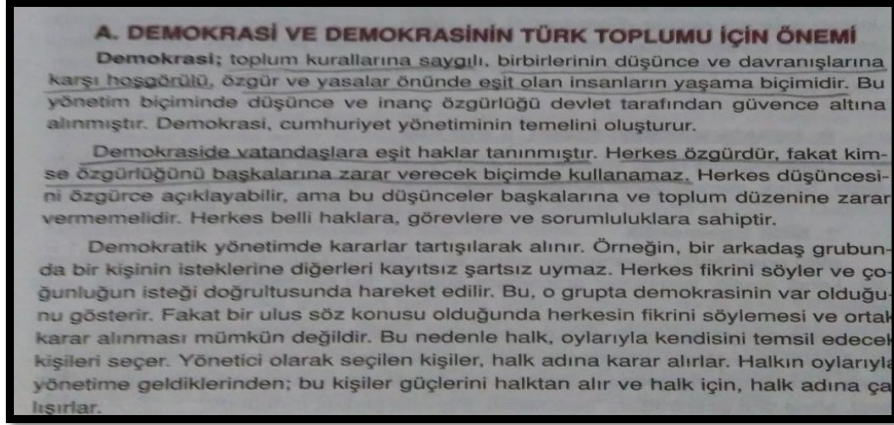 A. DEMOKRASİ VE DEMOKRASİNİN TÜRK TOPLUMU İÇİN ÖNEMİ
Demokrasi; toplum kurallarına saygılı, birbirlerinin düşünce ve davranışlarına
karşı hoşgörülü, özgür ve yasalar önünde eşit olan insanların yaşama biçimidir. Bu
yönetim biçiminde düşünce ve inanç özgürlüğü devlet tarafından güvence altına
alınmıştır. Demokrasi, cumhuriyet yönetiminin temelini oluşturur.
Demokraside vatandaşlara eşit haklar tanınmıştır. Herkes özgürdür, fakat kim-
se özgürlüğünü başkalarına zarar verecek biçimde kullanamaz. Herkes düşüncesi-
ni özgürce açıklayabilir, ama bu düşünceler başkalarına ve toplum düzenine zarar
vermemelidir. Herkes belli haklara, görevlere ve sorumluluklara sahiptir.
Demokratik yönetimde kararlar tartışılarak alınır. Örneğin, bir arkadaş grubun-
da bir kişinin isteklerine diğerleri kayıtsız şartsız uymaz. Herkes fikrini söyler ve ço-
ğunluğun isteği doğrultusunda hareket edilir. Bu, o grupta demokrasinin var olduğu-
nu gösterir. Fakat bir ulus söz konusu olduğunda herkesin fikrini söylemesi ve ortak
karar alınması mümkün değildir. Bu nedenle halk, oylarıyla kendisini temsil edecek
kişileri seçer. Yönetici olarak seçilen kişiler, halk adına karar alırlar. Halkın oylarıyla
yönetime geldiklerinden; bu kişiler güçlerini halktan alır ve halk için, halk adına ça
lışırlar.